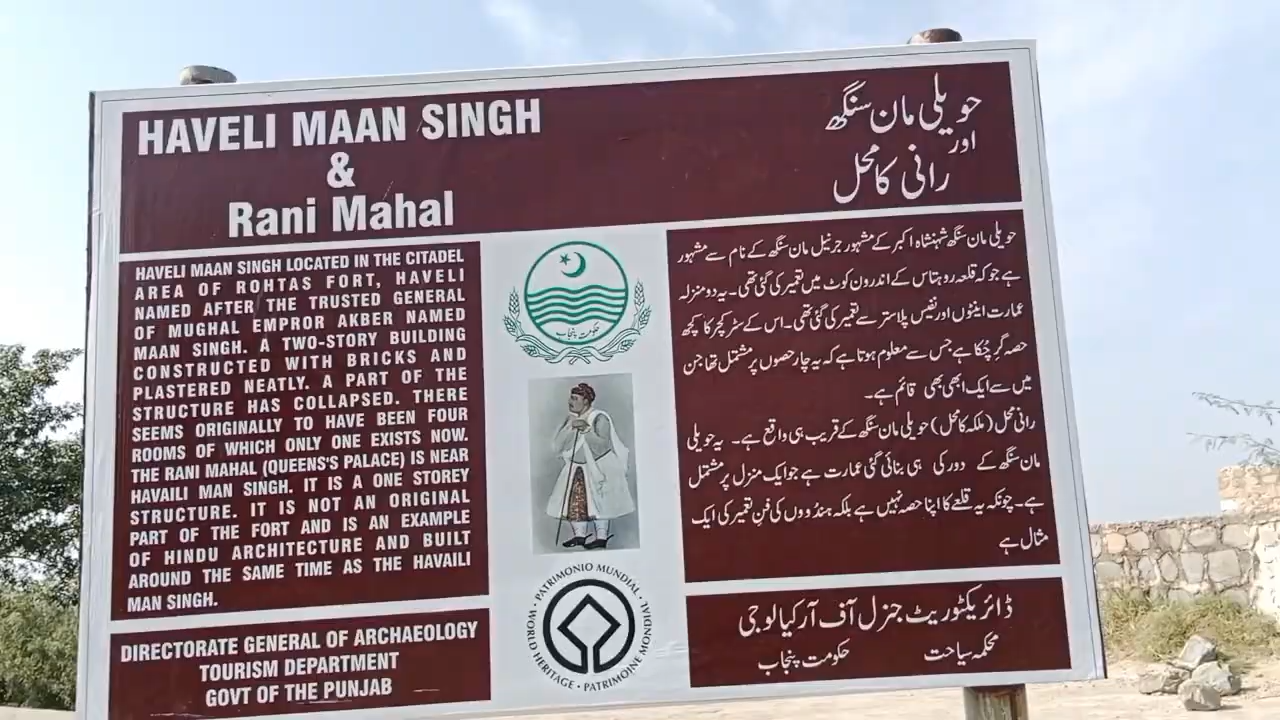 HAVELI MAAN SINGH
&
Rani Mahal
حویلی مان سنگھ
اور
رانی کا محل
HAVELI MAAN SINGH LOCATED IN THE CITADEL
AREA OF ROHTAS FORT, HAVELI
NAMED AFTER THE TRUSTED GENERAL
OF MUGHAL EMPROR AKBER NAMED
MAAN SINGH. A TWO-STORY BUILDING
CONSTRUCTED WITH BRICKS AND
PLASTERED NEATLY. A PART OF THE
STRUCTURE HAS COLLAPSED. THERE
SEEMS ORIGINALLY TO HAVE BEEN FOUR
ROOMS OF WHICH ONLY ONE EXISTS NOW.
THE RANI MAHAL (QUEENS'S PALACE) IS NEAR
HAVAILI MAN SINGH. IT IS A ONE STOREY
STRUCTURE. IT IS NOT AN ORIGINAL
PART OF THE FORT AND IS AN EXAMPLE
OF HINDU ARCHITECTURE AND BUILT
AROUND THE SAME TIME AS THE HAVAILI
MAN SINGH.
حکومت پنجاب
PATRIMONIO MUNDIAL · WORLD HERITAGE · PATRIMOINE MONDIAL
حویلی مان سنگھ شہنشاہ اکبر کے مشہور جرنیل مان سنگھ کے نام سے مشہور
ہے جو کہ قلعہ روہتاس کے اندرون کوٹ میں تعمیر کی گئی تھی۔ یہ دو منزلہ
عمارت اینٹوں اور نفیس پلاستر سے تعمیر کی گئی تھی۔ اس کے سٹرکچر کا کچھ
حصہ گر چُکا ہے جس سے معلوم ہوتا ہے کہ یہ چار حصوں پر مشتمل تھا جن
میں سے ایک ابھی بھی قائم ہے۔
رانی محل (ملکہ کا محل) حویلی مان سنگھ کے قریب ہی واقع ہے۔ یہ حویلی
مان سنگھ کے دور کی ہی بنائی گئی عمارت ہے جو ایک منزل پر مشتمل
ہے۔ چونکہ یہ قلعے کا اپنا حصہ نہیں ہے بلکہ ہندووں کی فنِ تعمیر کی ایک
مثال ہے
DIRECTORATE GENERAL OF ARCHAEOLOGY
TOURISM DEPARTMENT
GOVT OF THE PUNJAB
ڈائریکٹوریٹ جنرل آف آرکیالوجی
محکمہ سیاحت حکومت پنجاب